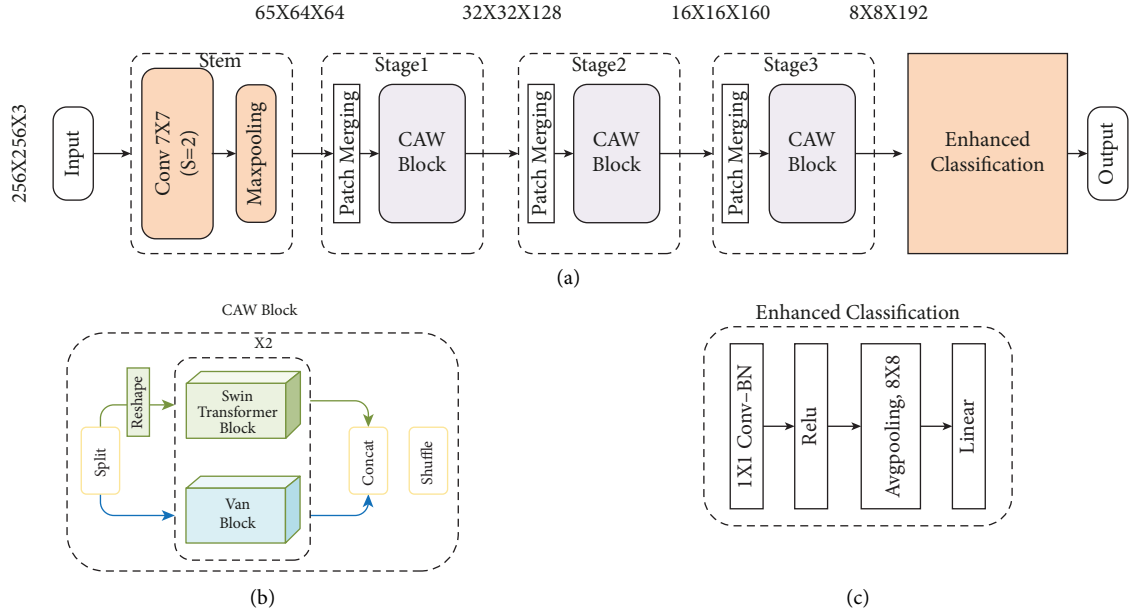 65X64X64
32X32X128
16X16X160
8X8X192
256X256X3
Input
Stem
Conv 7X7
(S=2)
Maxpooling
Stage1
Patch Merging
CAW
Block
Stage2
Patch Merging
CAW
Block
Stage3
Patch Merging
CAW
Block
Enhanced
Classification
Output
(a)
CAW Block
X2
Split
Reshape
Swin
Transformer
Block
Van
Block
Concat
Shuffle
(b)
Enhanced Classification
1X1 Conv–BN
Relu
Avgpooling, 8X8
Linear
(c)